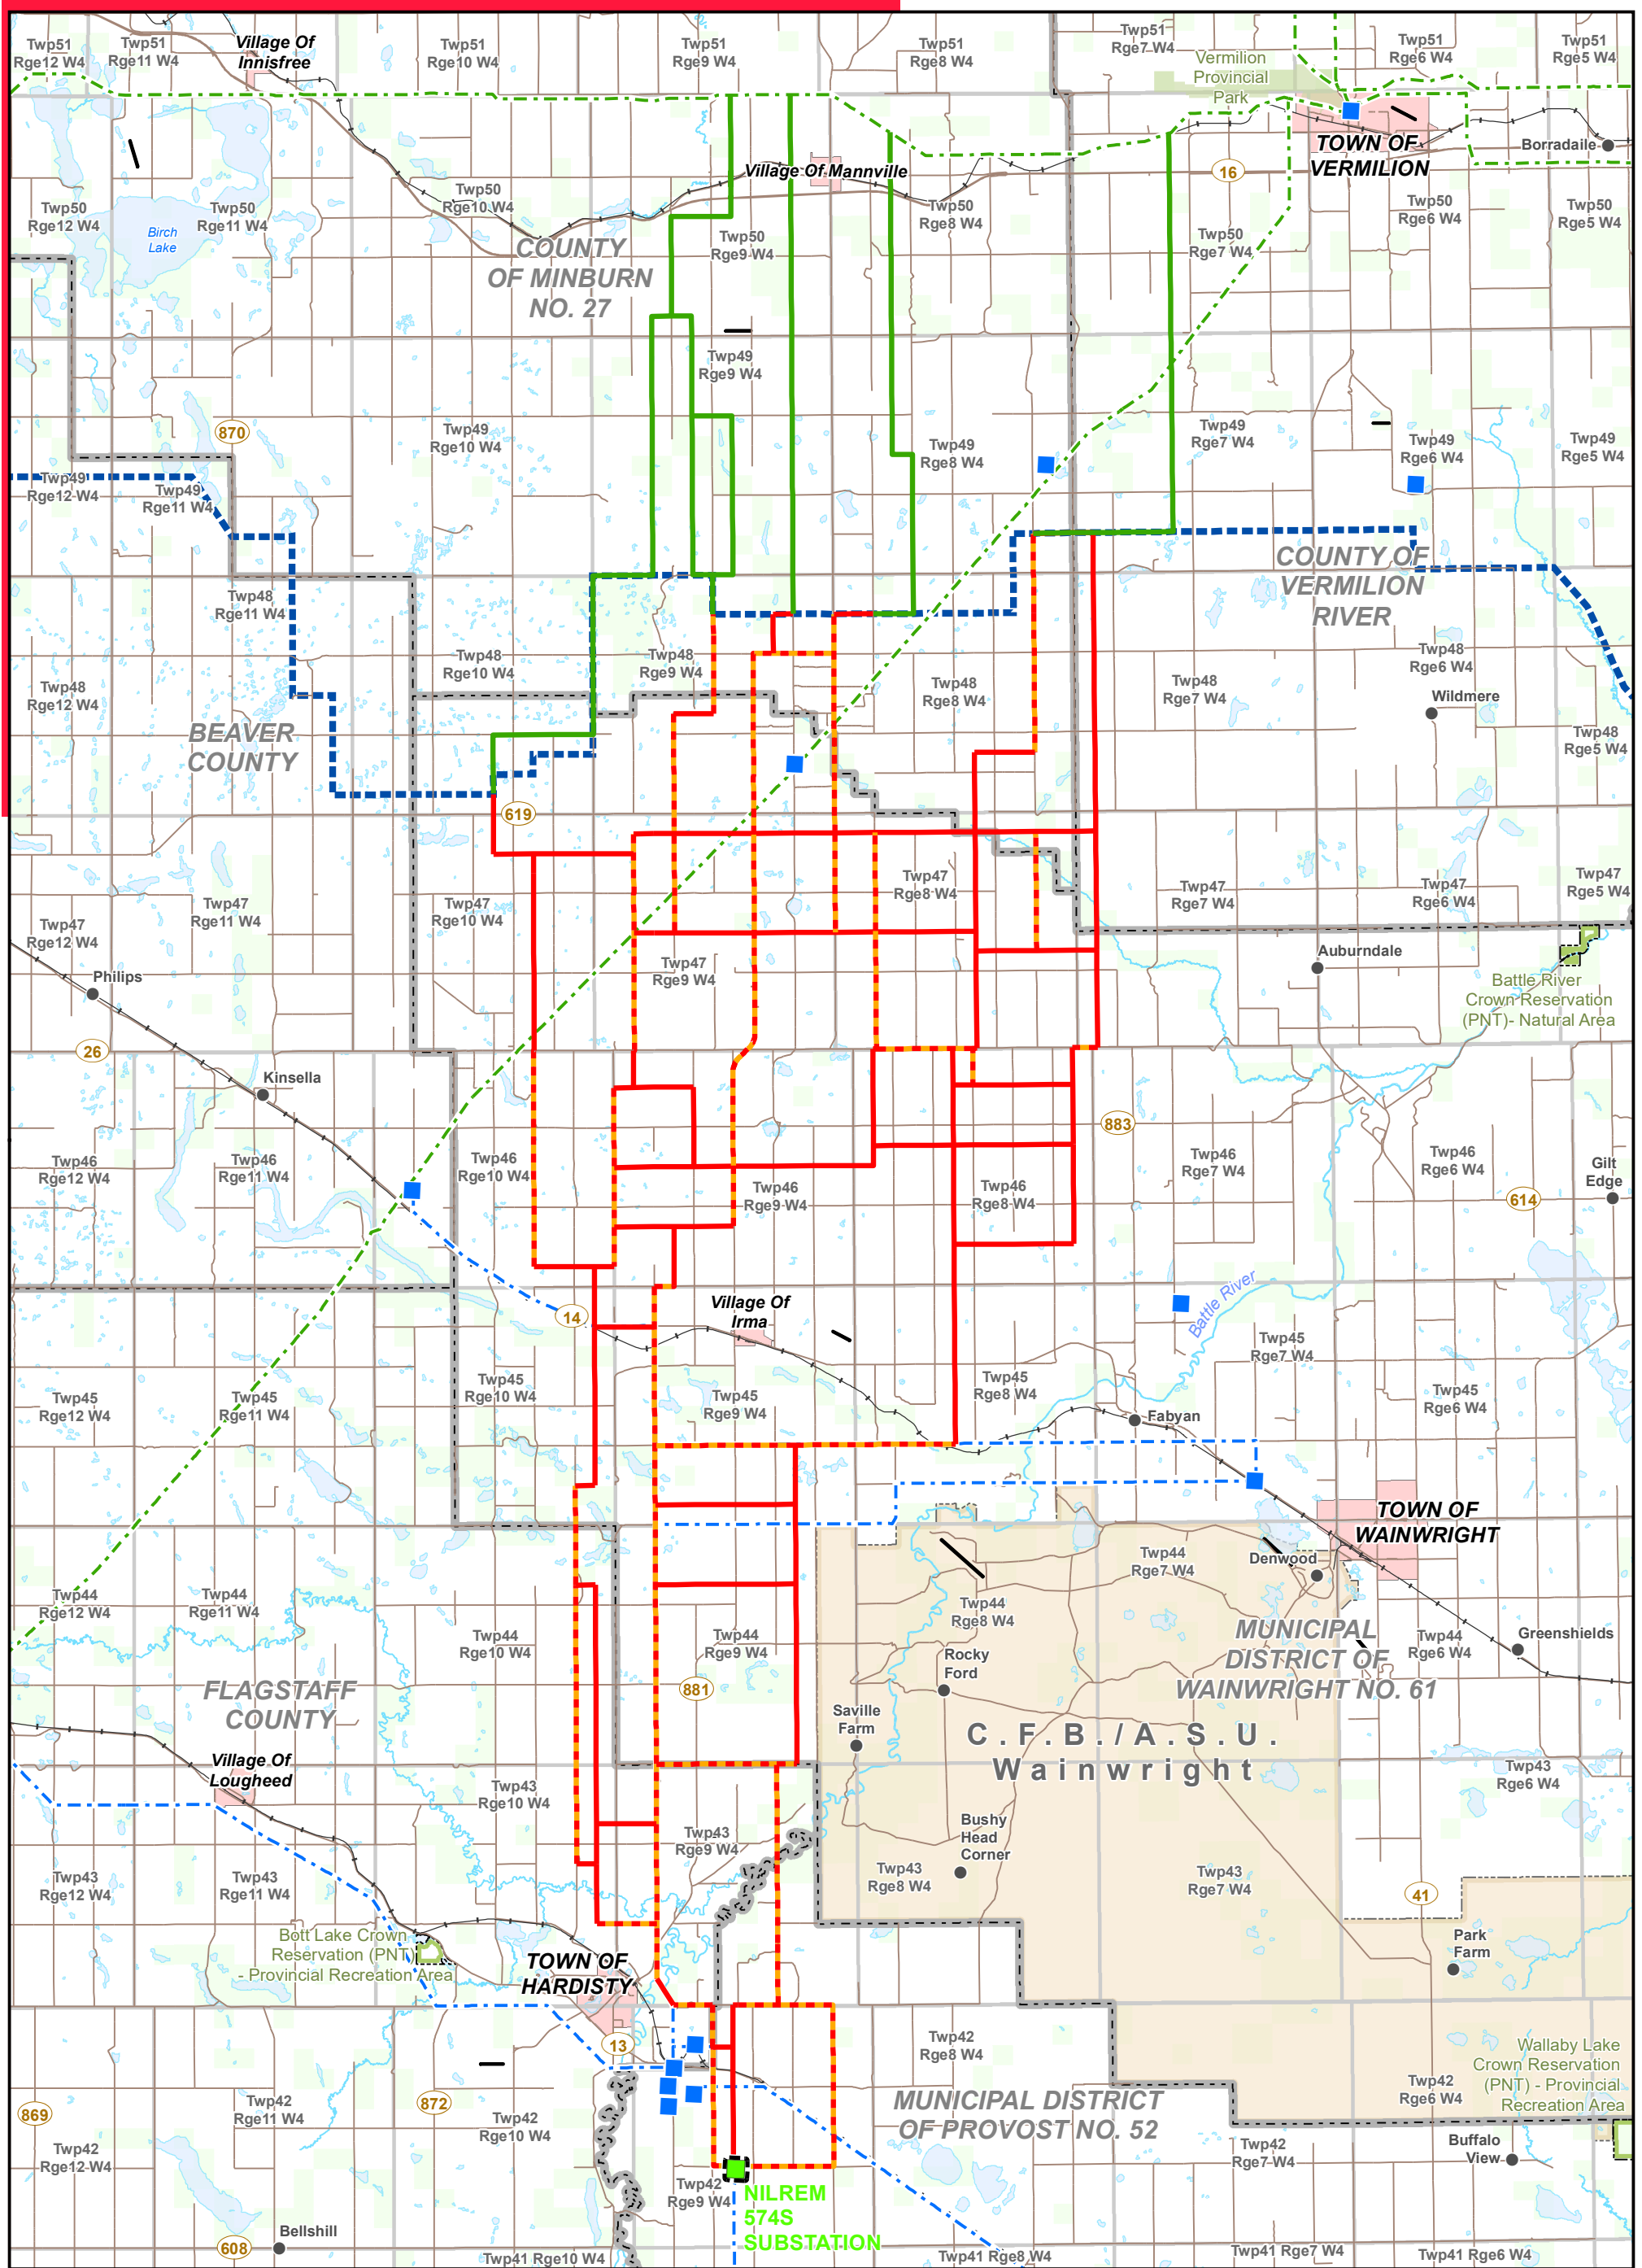 Twp51
Rge12 W4
Twp51
Rge11 W4
Village Of
Innisfree
Twp51
Rge10 W4
Twp51
Rge9 W4
Twp51
Rge8 W4
Twp51
Rge7 W4
Vermilion
Provincial
Park
Twp51
Rge6 W4
Twp51
Rge5 W4
TOWN OF
VERMILION
Borradaile
Village Of Mannville
16
Twp50
Rge12 W4
Birch
Lake
Twp50
Rge11 W4
Twp50
Rge10 W4
COUNTY
OF MINBURN
NO. 27
Twp50
Rge9 W4
Twp50
Rge8 W4
Twp50
Rge7 W4
Twp50
Rge6 W4
Twp50
Rge5 W4
Twp49
Rge9 W4
870
Twp49
Rge12 W4
Twp49
Rge11 W4
Twp49
Rge10 W4
Twp49
Rge8 W4
Twp49
Rge7 W4
Twp49
Rge6 W4
Twp49
Rge5 W4
COUNTY OF
VERMILION
RIVER
Twp48
Rge11 W4
Twp48
Rge12 W4
Twp48
Rge10 W4
Twp48
Rge9 W4
Twp48
Rge8 W4
Twp48
Rge7 W4
Twp48
Rge6 W4
Wildmere
Twp48
Rge5 W4
BEAVER
COUNTY
619
Twp47
Rge12 W4
Twp47
Rge11 W4
Twp47
Rge10 W4
Twp47
Rge8 W4
Twp47
Rge7 W4
Twp47
Rge6 W4
Twp47
Rge5 W4
Philips
Twp47
Rge9 W4
Auburndale
Battle River
Crown Reservation
(PNT)- Natural Area
26
Kinsella
883
Twp46
Rge12 W4
Twp46
Rge11 W4
Twp46
Rge10 W4
Twp46
Rge9 W4
Twp46
Rge8 W4
Twp46
Rge7 W4
Twp46
Rge6 W4
Gilt
Edge
614
14
Village Of
Irma
Battle River
Twp45
Rge7 W4
Twp45
Rge12 W4
Twp45
Rge11 W4
Twp45
Rge10 W4
Twp45
Rge9 W4
Twp45
Rge8 W4
Twp45
Rge6 W4
Fabyan
TOWN OF
WAINWRIGHT
Denwood
Twp44
Rge12 W4
Twp44
Rge11 W4
Twp44
Rge10 W4
Twp44
Rge9 W4
Twp44
Rge8 W4
Twp44
Rge7 W4
Twp44
Rge6 W4
Greenshields
MUNICIPAL
DISTRICT OF
WAINWRIGHT NO. 61
Rocky
Ford
881
FLAGSTAFF
COUNTY
Saville
Farm
C.F.B./A.S.U.
Wainwright
Village Of
Lougheed
Twp43
Rge10 W4
Twp43
Rge6 W4
Twp43
Rge9 W4
Bushy
Head
Corner
Twp43
Rge12 W4
Twp43
Rge11 W4
Twp43
Rge8 W4
Twp43
Rge7 W4
41
Bott Lake Crown
Reservation (PNT)
- Provincial Recreation Area
TOWN OF
HARDISTY
Park
Farm
13
Twp42
Rge8 W4
Wallaby Lake
Crown Reservation
(PNT) - Provincial
Recreation Area
869
Twp42
Rge11 W4
872
Twp42
Rge10 W4
MUNICIPAL DISTRICT
OF PROVOST NO. 52
Twp42
Rge6 W4
Twp42
Rge12 W4
Twp42
Rge9 W4
Twp42
Rge7 W4
Buffalo
View
NILREM
574S
SUBSTATION
608
Bellshill
Twp41 Rge10 W4
Twp41 Rge8 W4
Twp41 Rge7 W4
Twp41 Rge6 W4